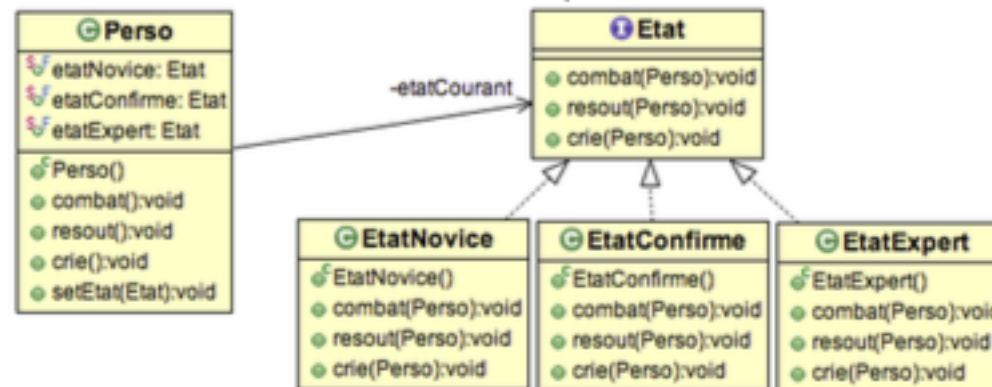 Perso
etatNovice: Etat
etatConfirme: Etat
etatExpert: Etat
Perso()
combat():void
resout():void
crie():void
setEtat(Etat):void
-etatCourant
Etat
combat(Perso):void
resout(Perso):void
crie(Perso):void
EtatNovice
EtatNovice()
combat(Perso):void
resout(Perso):void
crie(Perso):void
EtatConfirme
EtatConfirme()
combat(Perso):void
resout(Perso):void
crie(Perso):void
EtatExpert
EtatExpert()
combat(Perso):void
resout(Perso):void
crie(Perso):void